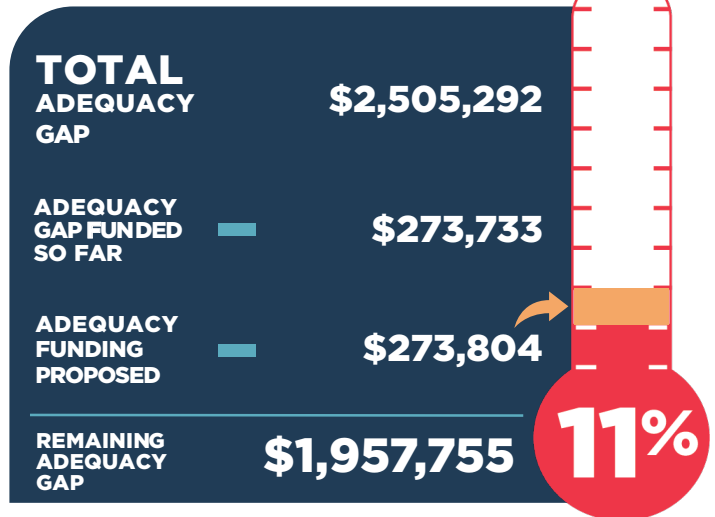 TOTAL
ADEQUACY
GAP
$2,505,292
ADEQUACY
GAP FUNDED
SO FAR
$273,733
ADEQUACY
FUNDING
PROPOSED
$273,804
REMAINING
ADEQUACY
GAP
$1,957,755
11%